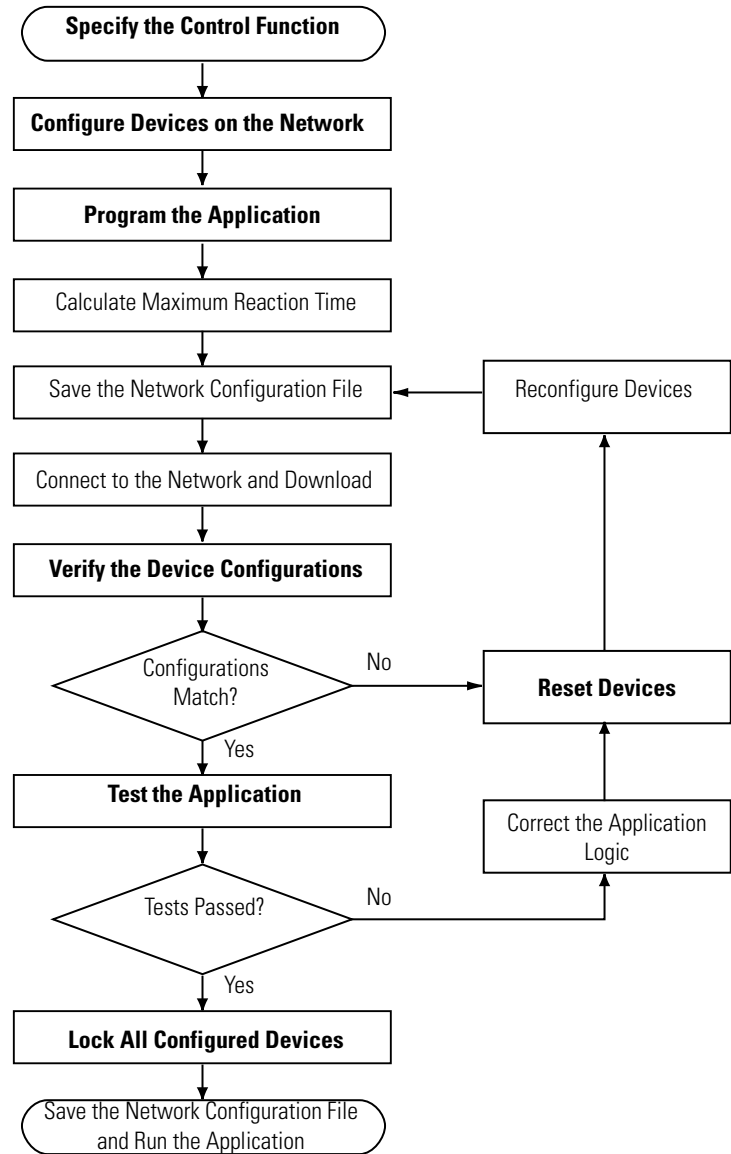 Specify the Control Function
Configure Devices on the Network
Program the Application
Calculate Maximum Reaction Time
Save the Network Configuration File
Reconfigure Devices
Connect to the Network and Download
Verify the Device Configurations
Configurations
Match?
No
Reset Devices
Yes
Test the Application
Correct the Application
Logic
Tests Passed?
No
Yes
Lock All Configured Devices
Save the Network Configuration File
and Run the Application